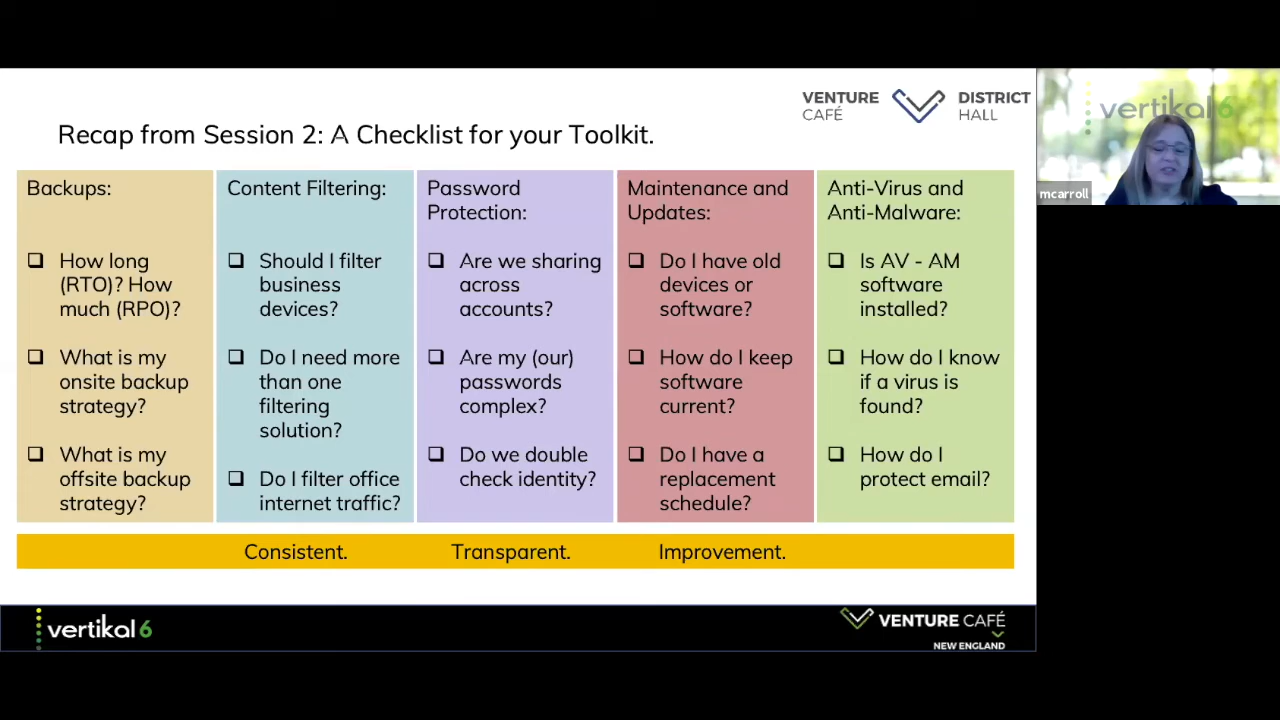 VENTURE
CAFÉ
DISTRICT
HALL
vertikal6
mcarroll
Recap from Session 2: A Checklist for your Toolkit.
Backups:
❑ How long
(RTO)? How
much (RPO)?
❑ What is my
onsite backup
strategy?
❑ What is my
offsite backup
strategy?
Content Filtering:
❑ Should I filter
business
devices?
❑ Do I need more
than one
filtering
solution?
❑ Do I filter office
internet traffic?
Password
Protection:
❑ Are we sharing
across
accounts?
❑ Are my (our)
passwords
complex?
❑ Do we double
check identity?
Maintenance and
Updates:
❑ Do I have old
devices or
software?
❑ How do I keep
software
current?
❑ Do I have a
replacement
schedule?
Anti-Virus and
Anti-Malware:
❑ Is AV - AM
software
installed?
❑ How do I know
if a virus is
found?
❑ How do I
protect email?
Consistent. Transparent. Improvement.
vertikal6
VENTURE CAFÉ
NEW ENGLAND